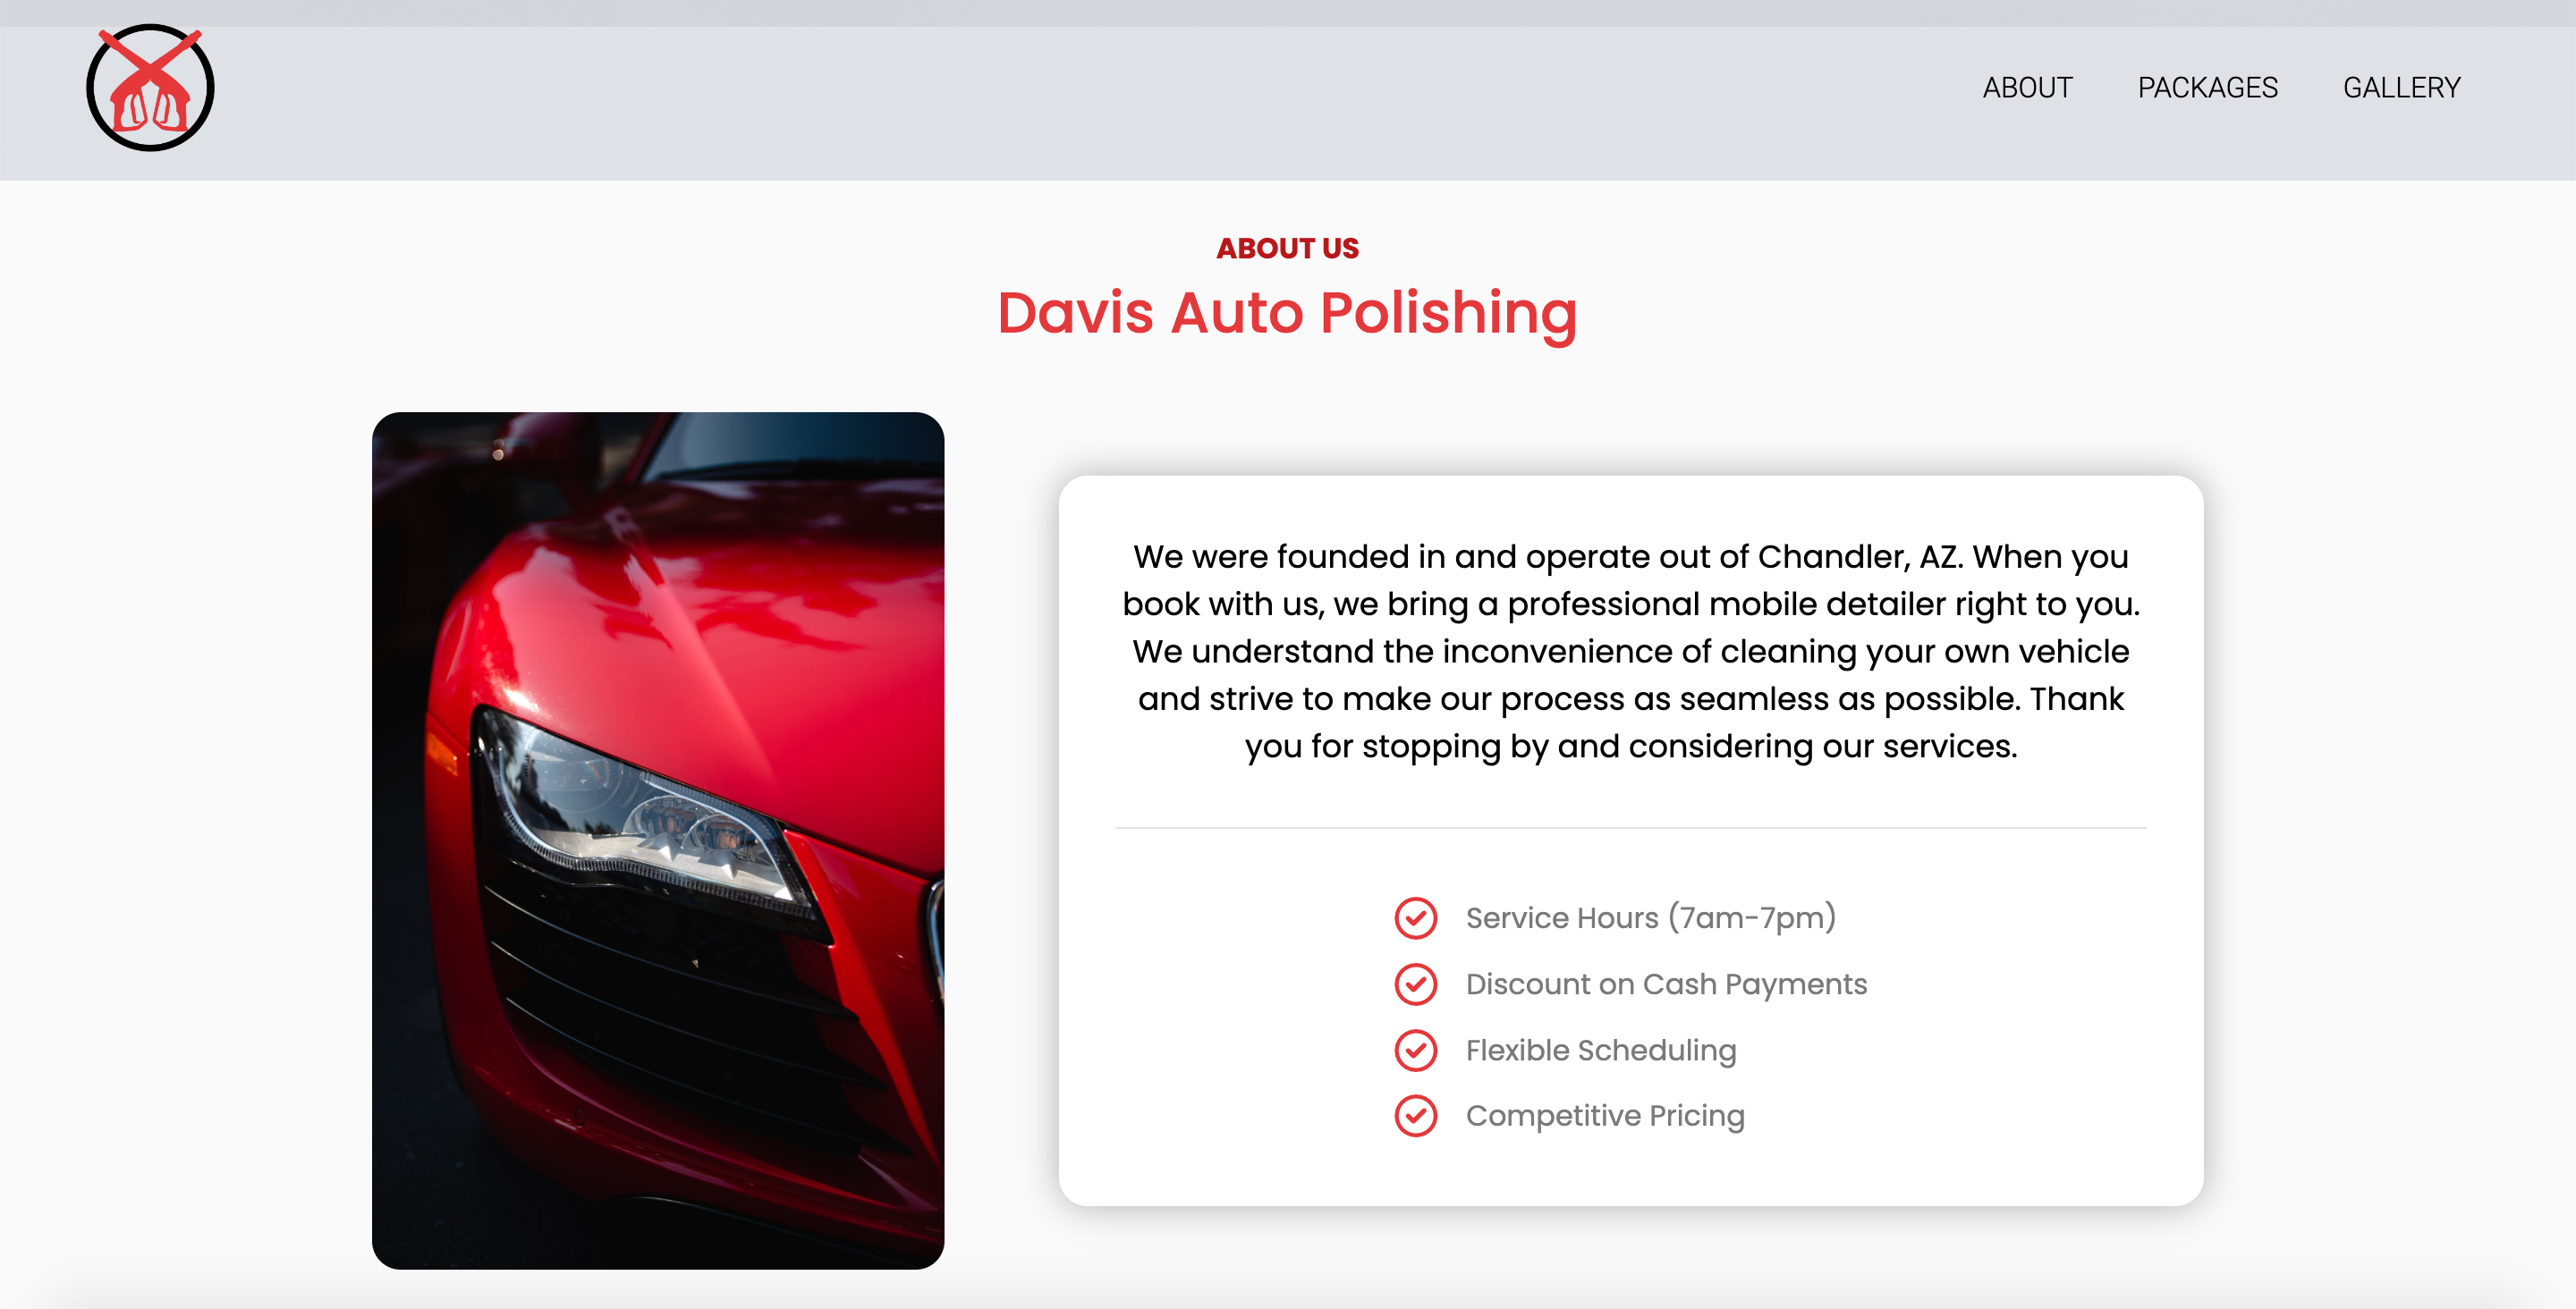 ABOUT PACKAGES GALLERY
ABOUT US
Davis Auto Polishing
We were founded in and operate out of Chandler, AZ. When you
book with us, we bring a professional mobile detailer right to you.
We understand the inconvenience of cleaning your own vehicle
and strive to make our process as seamless as possible. Thank
you for stopping by and considering our services.
Service Hours (7am-7pm)
Discount on Cash Payments
Flexible Scheduling
Competitive Pricing